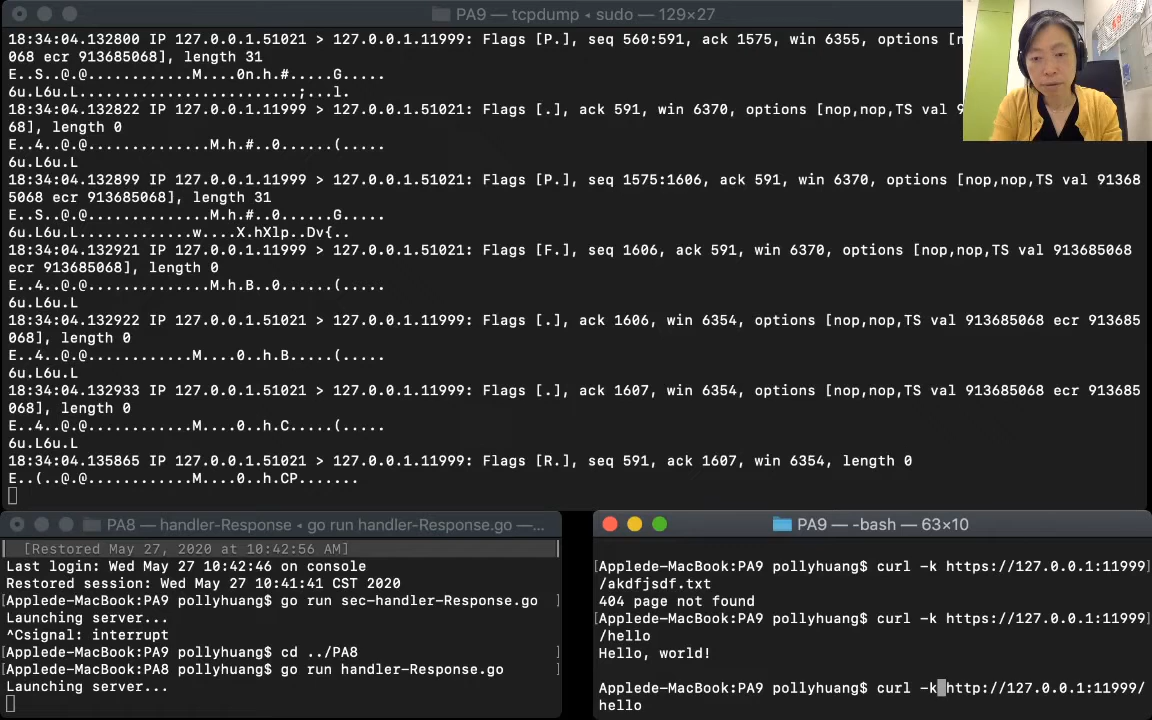 PA9 — tcpdump ◂ sudo — 129×27
18:34:04.132800 IP 127.0.0.1.51021 > 127.0.0.1.11999: Flags [P.], seq 560:591, ack 1575, win 6355, options [n
068 ecr 913685068], length 31
E..S..@.@............M....0n.h.#.....G.....
6u.L6u.L.........................;...l.
18:34:04.132822 IP 127.0.0.1.11999 > 127.0.0.1.51021: Flags [.], ack 591, win 6370, options [nop,nop,TS val 9
68], length 0
E..4..@.@..............M.h.#..0......(.....
6u.L6u.L
18:34:04.132899 IP 127.0.0.1.11999 > 127.0.0.1.51021: Flags [P.], seq 1575:1606, ack 591, win 6370, options [nop,nop,TS val 91368
5068 ecr 913685068], length 31
E..S..@.@..............M.h.#..0......G.....
6u.L6u.L.............w....X.hXlp..Dv{..
18:34:04.132921 IP 127.0.0.1.11999 > 127.0.0.1.51021: Flags [F.], seq 1606, ack 591, win 6370, options [nop,nop,TS val 913685068
ecr 913685068], length 0
E..4..@.@..............M.h.B..0......(.....
6u.L6u.L
18:34:04.132922 IP 127.0.0.1.51021 > 127.0.0.1.11999: Flags [.], ack 1606, win 6354, options [nop,nop,TS val 913685068 ecr 913685
068], length 0
E..4..@.@............M....0..h.B.....(.....
6u.L6u.L
18:34:04.132933 IP 127.0.0.1.51021 > 127.0.0.1.11999: Flags [.], ack 1607, win 6354, options [nop,nop,TS val 913685068 ecr 913685
068], length 0
E..4..@.@............M....0..h.C.....(.....
6u.L6u.L
18:34:04.135865 IP 127.0.0.1.51021 > 127.0.0.1.11999: Flags [R.], seq 591, ack 1607, win 6354, length 0
E..(..@.@............M....0..h.CP.......
PA8 — handler-Response ◂ go run handler-Response.go —...
[Restored May 27, 2020 at 10:42:56 AM]
Last login: Wed May 27 10:42:46 on console
Restored session: Wed May 27 10:41:41 CST 2020
[Applede-MacBook:PA9 pollyhuang$ go run sec-handler-Response.go ]
Launching server...
^Csignal: interrupt
[Applede-MacBook:PA9 pollyhuang$ cd ../PA8 ]
[Applede-MacBook:PA8 pollyhuang$ go run handler-Response.go ]
Launching server...
PA9 — -bash — 63×10
[Applede-MacBook:PA9 pollyhuang$ curl -k https://127.0.0.1:11999]
/akdfjsdf.txt
404 page not found
[Applede-MacBook:PA9 pollyhuang$ curl -k https://127.0.0.1:11999]
/hello
Hello, world!
Applede-MacBook:PA9 pollyhuang$ curl -k http://127.0.0.1:11999/
hello